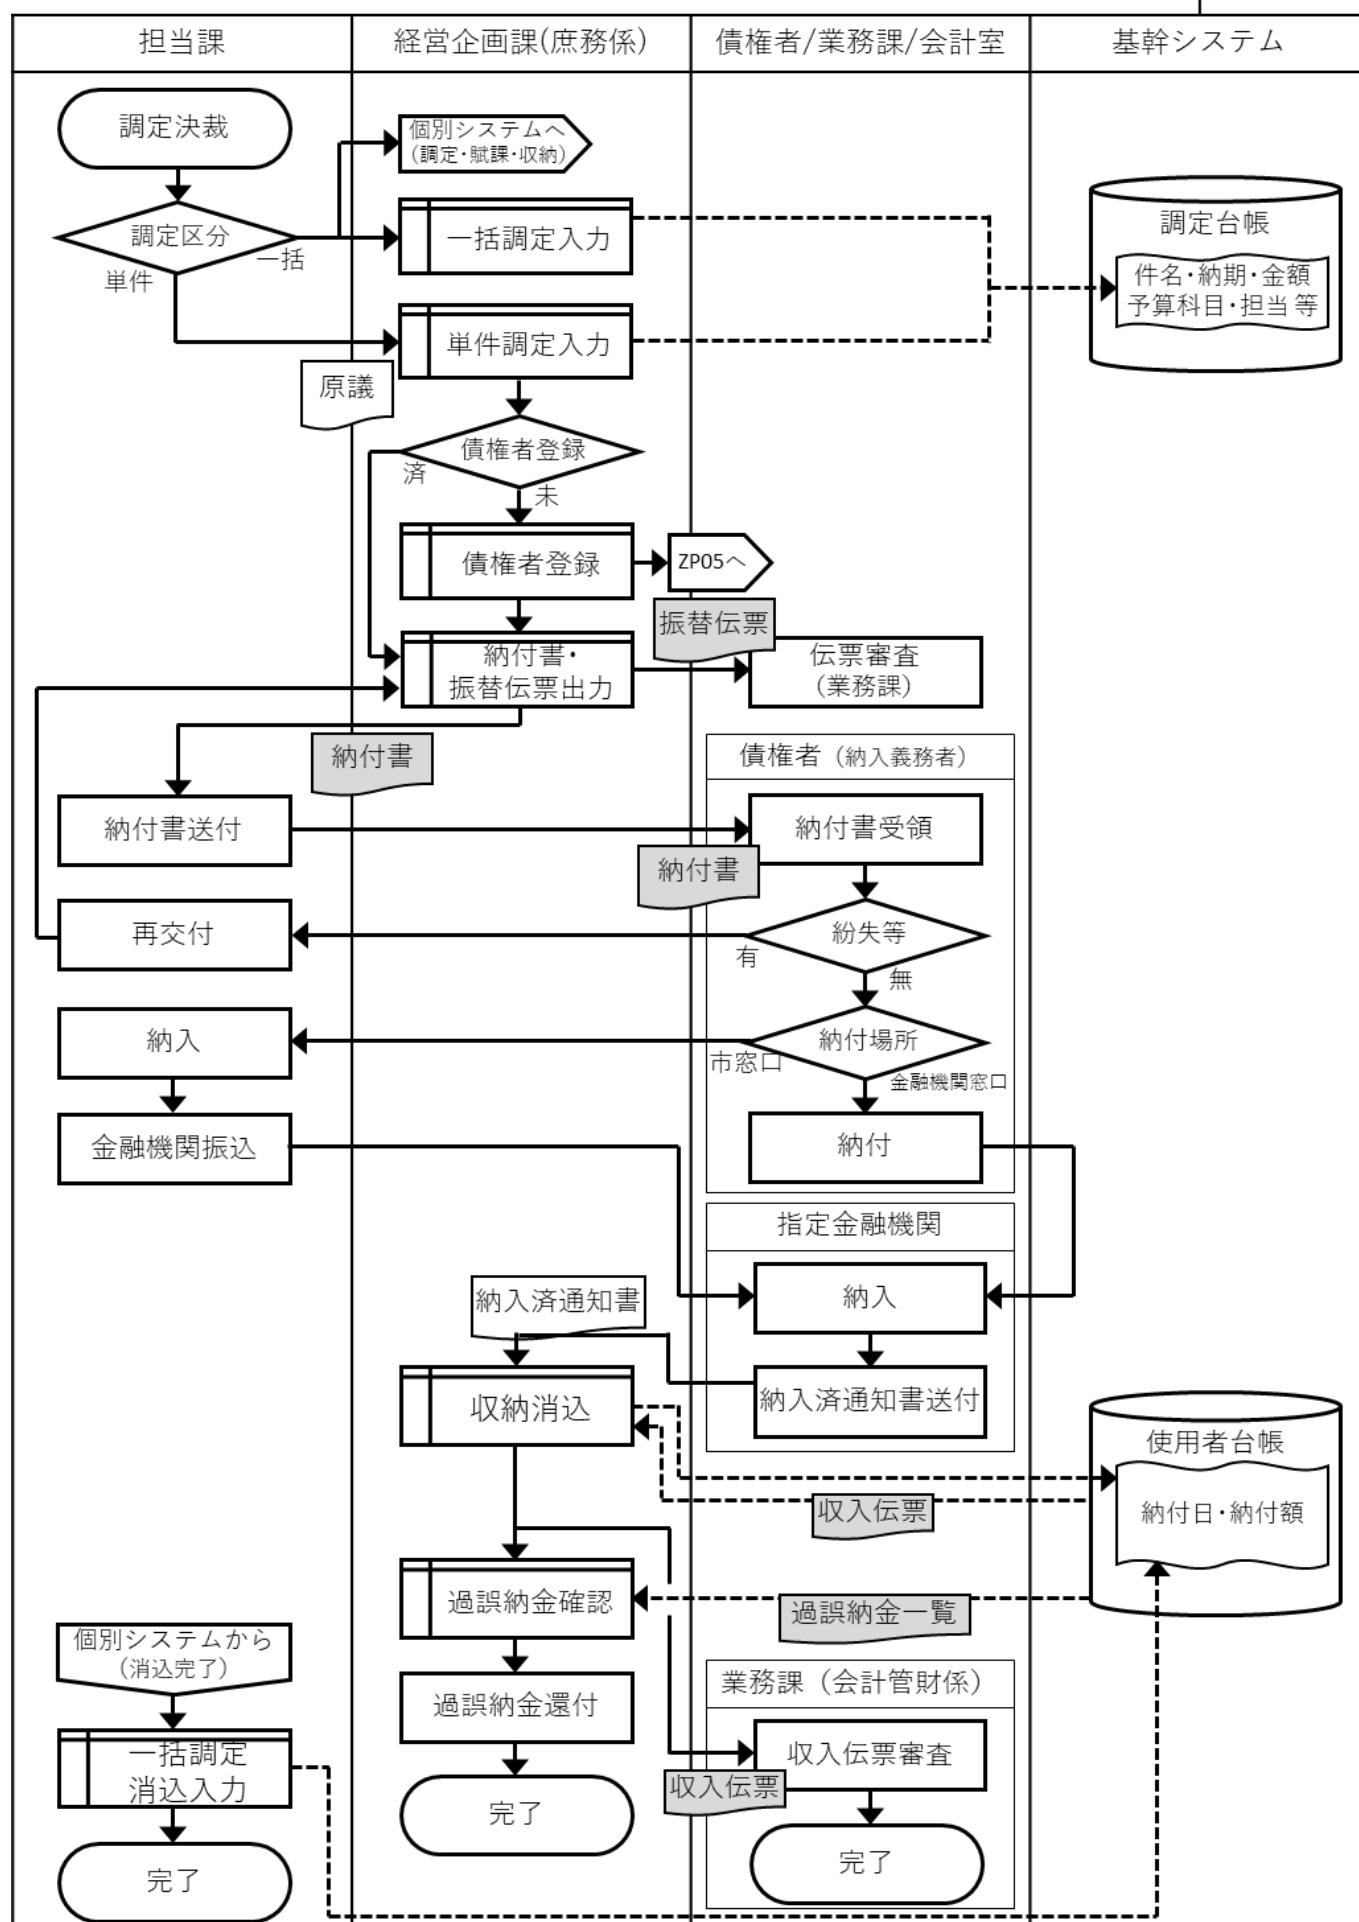 担当課
経営企画課(庶務係)
債権者/業務課/会計室
基幹システム
調定決裁
個別システムへ
(調定・賦課・収納)
調定区分
一括
単件
一括調定入力
調定台帳
件名・納期・金額
予算科目・担当 等
単件調定入力
原議
債権者登録
済
未
債権者登録
ZP05へ
振替伝票
納付書・
振替伝票出力
伝票審査
(業務課)
納付書
債権者（納入義務者）
納付書送付
納付書受領
納付書
再交付
紛失等
有
無
納入
納付場所
市窓口
金融機関窓口
金融機関振込
納付
指定金融機関
納入済通知書
納入
収納消込
納入済通知書送付
使用者台帳
納付日・納付額
収入伝票
過誤納金確認
過誤納金一覧
個別システムから
（消込完了）
過誤納金還付
業務課（会計管財係）
一括調定
消込入力
収入伝票審査
収入伝票
完了
完了
完了